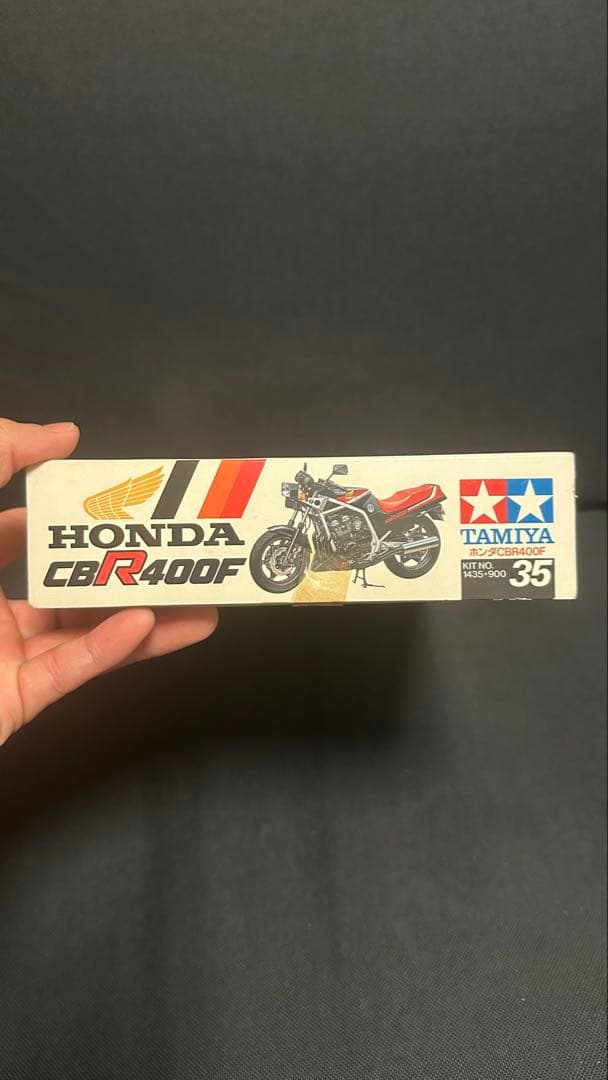 HONDA
CBR400F
TAMIYA
ホンダCBR400F
KIT NO.
1435*900
35